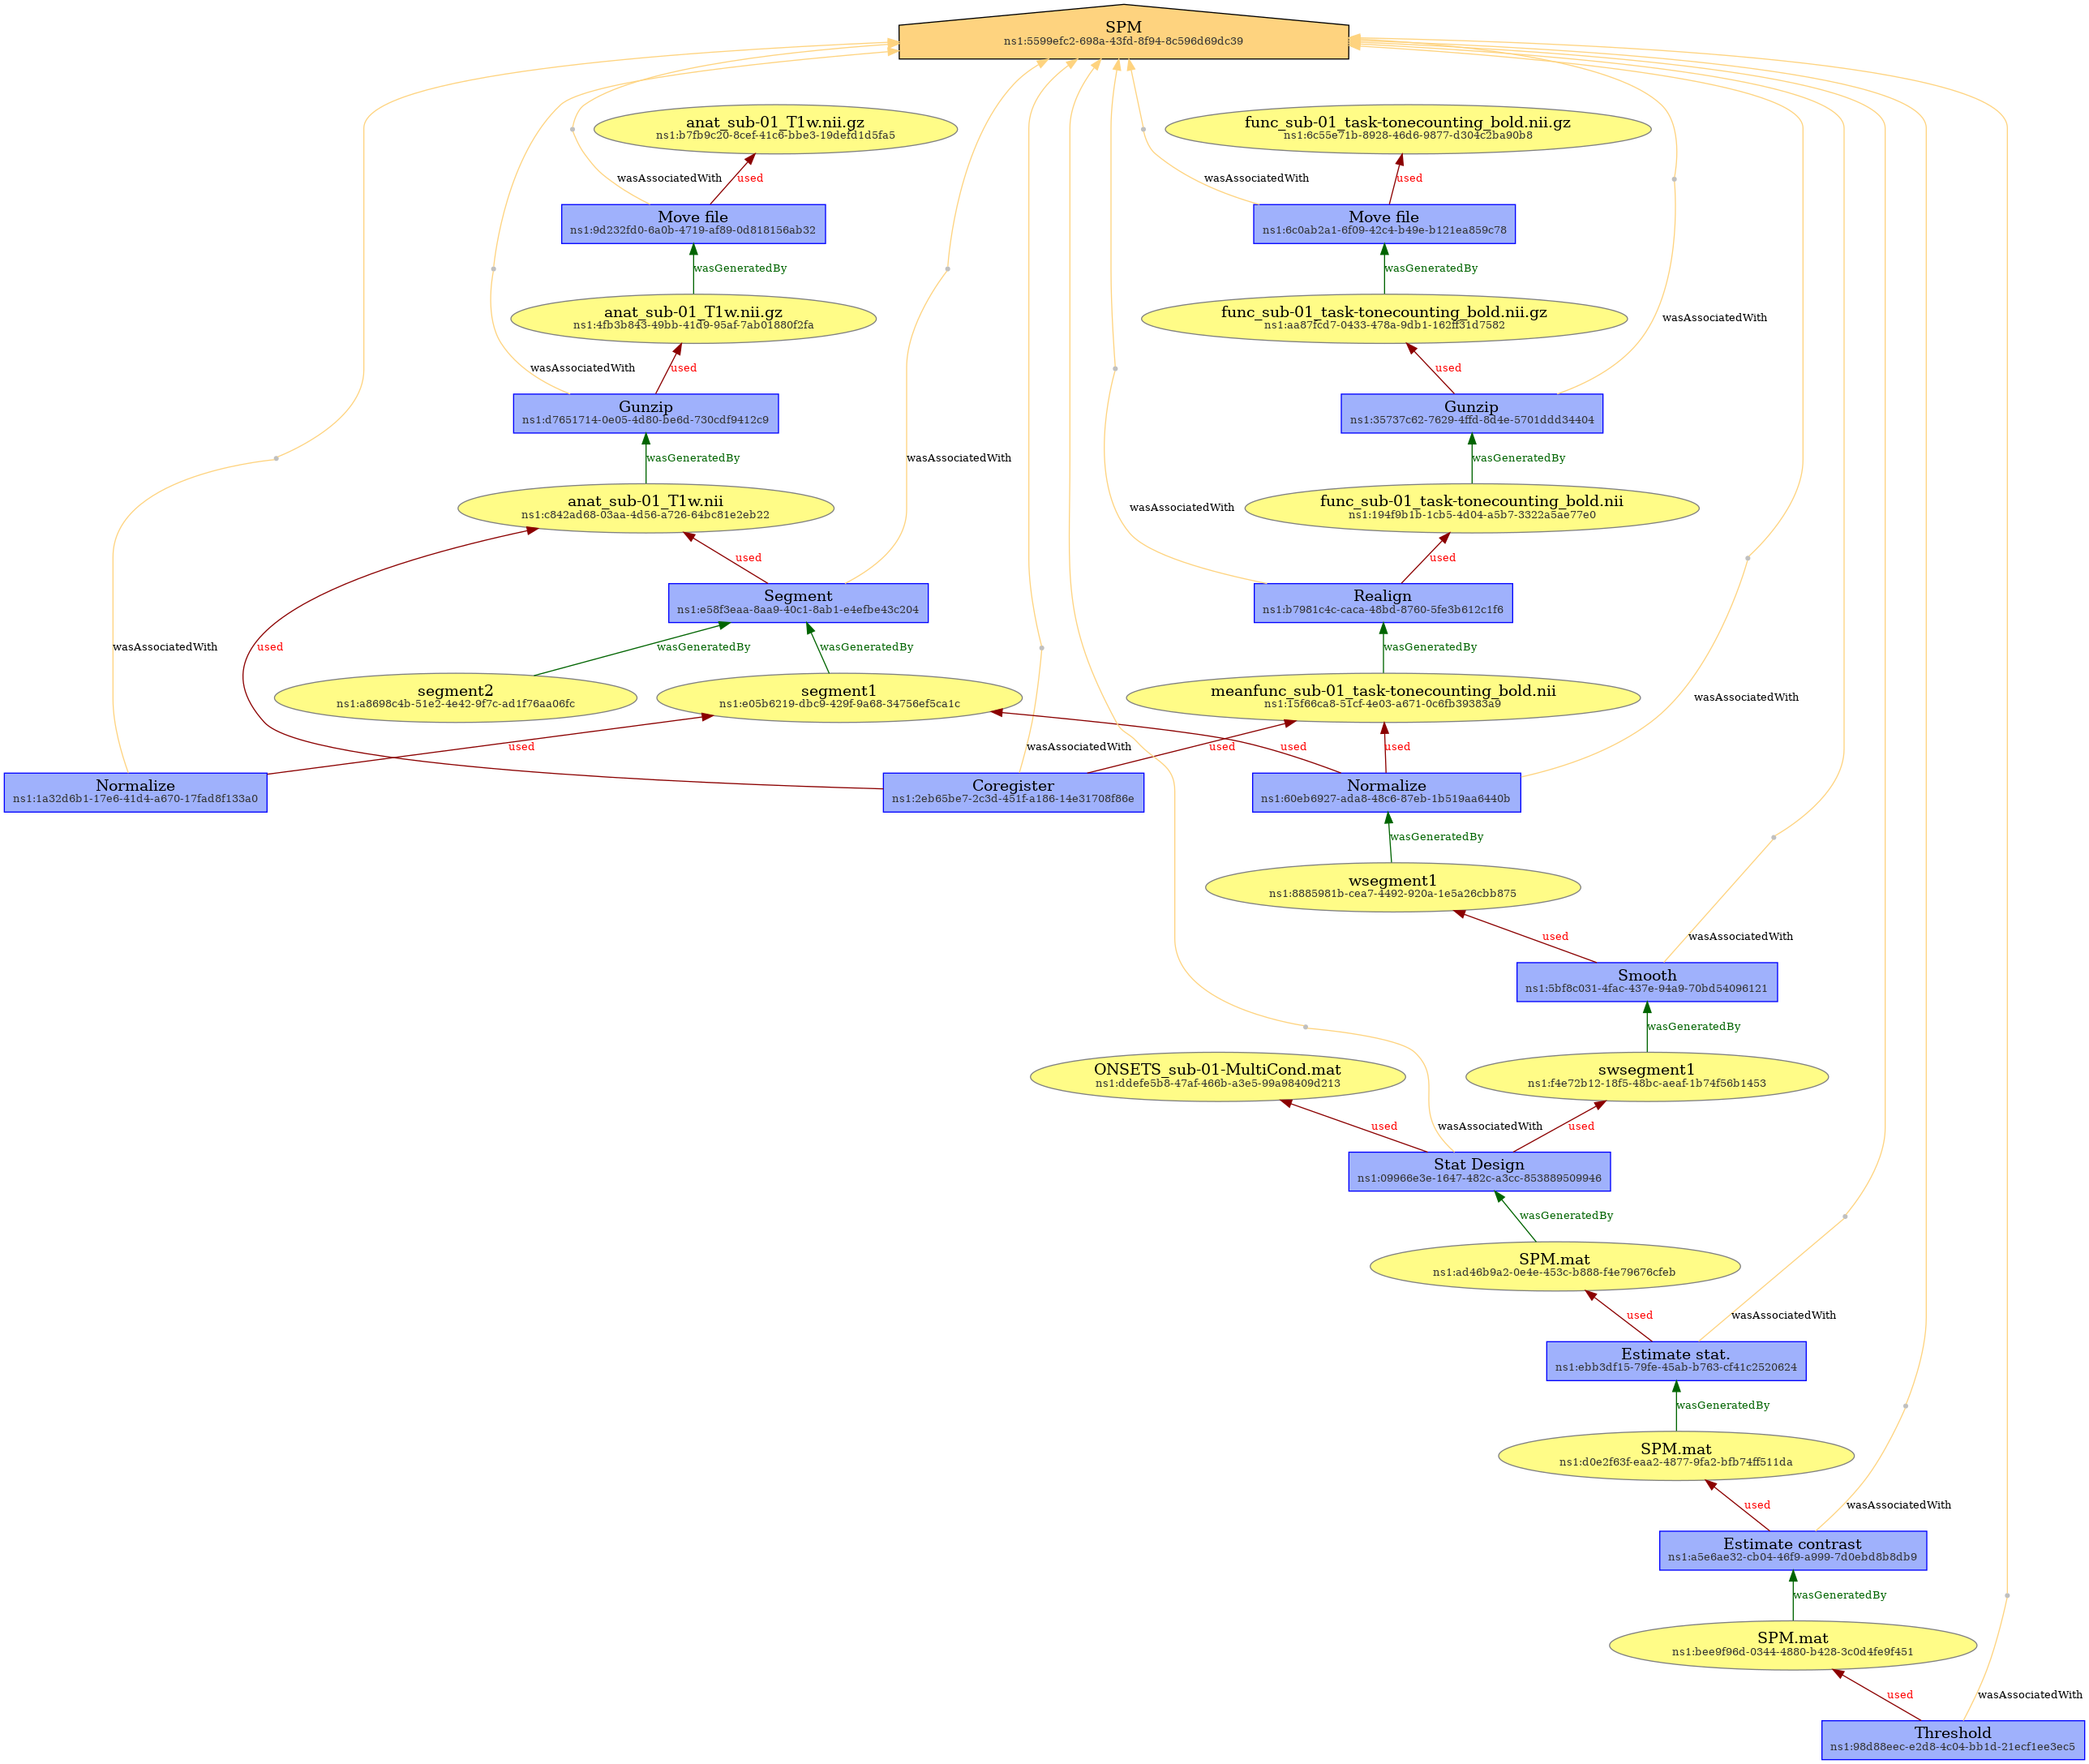 SPM
ns1:5599efc2-698a-43fd-8f94-8c596d69dc39
anat_sub-01_T1w.nii.gz
ns1:b7fb9c20-8cef-41c6-bbe3-19defd1d5fa5
func_sub-01_task-tonecounting_bold.nii.gz
ns1:6c55e71b-8928-46d6-9877-d304c2ba90b8
wasAssociatedWith
used
wasAssociatedWith
used
Move file
ns1:9d232fd0-6a0b-4719-af89-0d818156ab32
Move file
ns1:6c0ab2a1-6f09-42c4-b49e-b121ea859c78
wasGeneratedBy
wasGeneratedBy
anat_sub-01_T1w.nii.gz
ns1:4fb3b843-49bb-41d9-95af-7ab01880f2fa
func_sub-01_task-tonecounting_bold.nii.gz
ns1:aa87fcd7-0433-478a-9db1-162ff31d7582
wasAssociatedWith
wasAssociatedWith
used
used
Gunzip
ns1:d7651714-0e05-4d80-be6d-730cdf9412c9
Gunzip
ns1:35737c62-7629-4ffd-8d4e-5701ddd34404
wasGeneratedBy
wasAssociatedWith
wasGeneratedBy
anat_sub-01_T1w.nii
ns1:c842ad68-03aa-4d56-a726-64bc81e2eb22
func_sub-01_task-tonecounting_bold.nii
ns1:194f9b1b-1cb5-4d04-a5b7-3322a5ae77e0
wasAssociatedWith
used
used
Segment
ns1:e58f3eaa-8aa9-40c1-8ab1-e4efbe43c204
Realign
ns1:b7981c4c-caca-48bd-8760-5fe3b612c1f6
wasAssociatedWith
used
wasGeneratedBy
wasGeneratedBy
wasGeneratedBy
segment2
ns1:a8698c4b-51e2-4e42-9f7c-ad1f76aa06fc
segment1
ns1:e05b6219-dbc9-429f-9a68-34756ef5ca1c
meanfunc_sub-01_task-tonecounting_bold.nii
ns1:15f66ca8-51cf-4e03-a671-0c6fb39383a9
wasAssociatedWith
used
wasAssociatedWith
used
used
used
Normalize
ns1:1a32d6b1-17e6-41d4-a670-17fad8f133a0
Coregister
ns1:2eb65be7-2c3d-451f-a186-14e31708f86e
Normalize
ns1:60eb6927-ada8-48c6-87eb-1b519aa6440b
wasGeneratedBy
wsegment1
ns1:8885981b-cea7-4492-920a-1e5a26cbb875
used
wasAssociatedWith
Smooth
ns1:5bf8c031-4fac-437e-94a9-70bd54096121
wasGeneratedBy
ONSETS_sub-01-MultiCond.mat
ns1:ddefe5b8-47af-466b-a3e5-99a98409d213
swsegment1
ns1:f4e72b12-18f5-48bc-aeaf-1b74f56b1453
used
wasAssociatedWith
used
Stat Design
ns1:09966e3e-1647-482c-a3cc-853889509946
wasGeneratedBy
SPM.mat
ns1:ad46b9a2-0e4e-453c-b888-f4e79676cfeb
used
wasAssociatedWith
Estimate stat.
ns1:ebb3df15-79fe-45ab-b763-cf41c2520624
wasGeneratedBy
SPM.mat
ns1:d0e2f63f-eaa2-4877-9fa2-bfb74ff511da
used
wasAssociatedWith
Estimate contrast
ns1:a5e6ae32-cb04-46f9-a999-7d0ebd8b8db9
wasGeneratedBy
SPM.mat
ns1:bee9f96d-0344-4880-b428-3c0d4fe9f451
used
wasAssociatedWith
Threshold
ns1:98d88eec-e2d8-4c04-bb1d-21ecf1ee3ec5